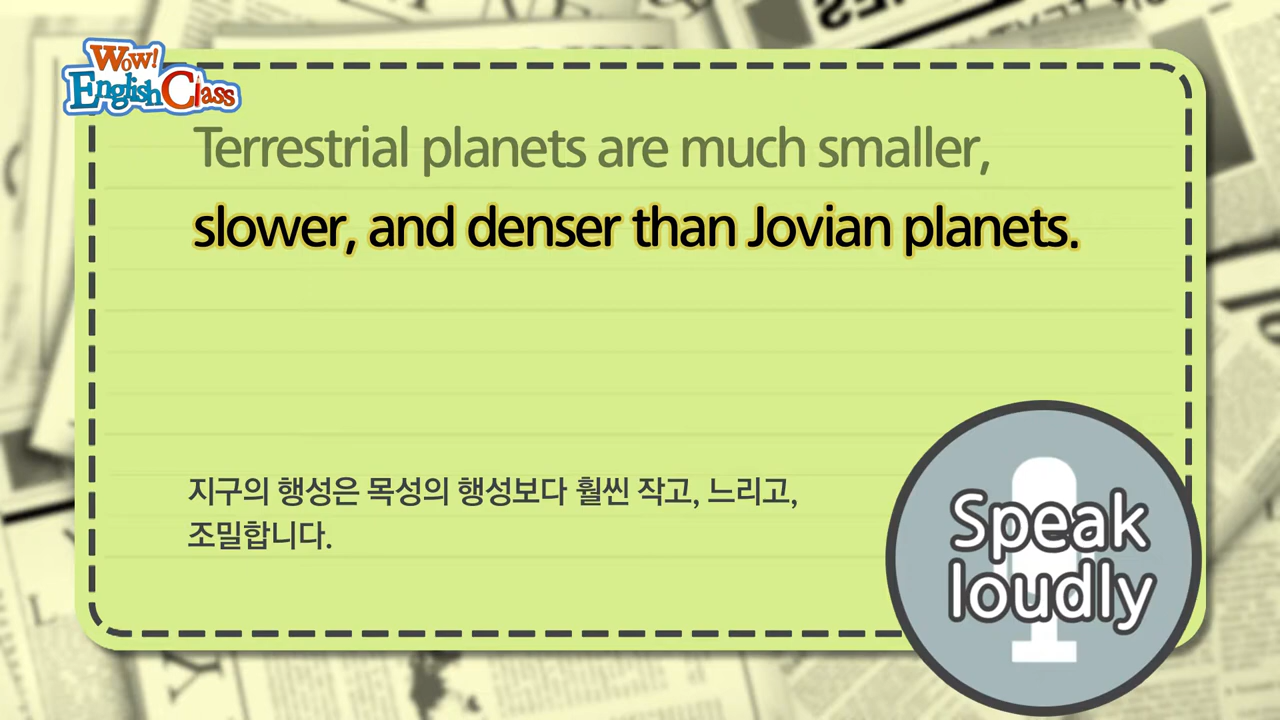 Wow!
English Class
Terrestrial planets are much smaller,
slower, and denser than Jovian planets.
지구의 행성은 목성의 행성보다 훨씬 작고, 느리고,
조밀합니다.
Speak
loudly